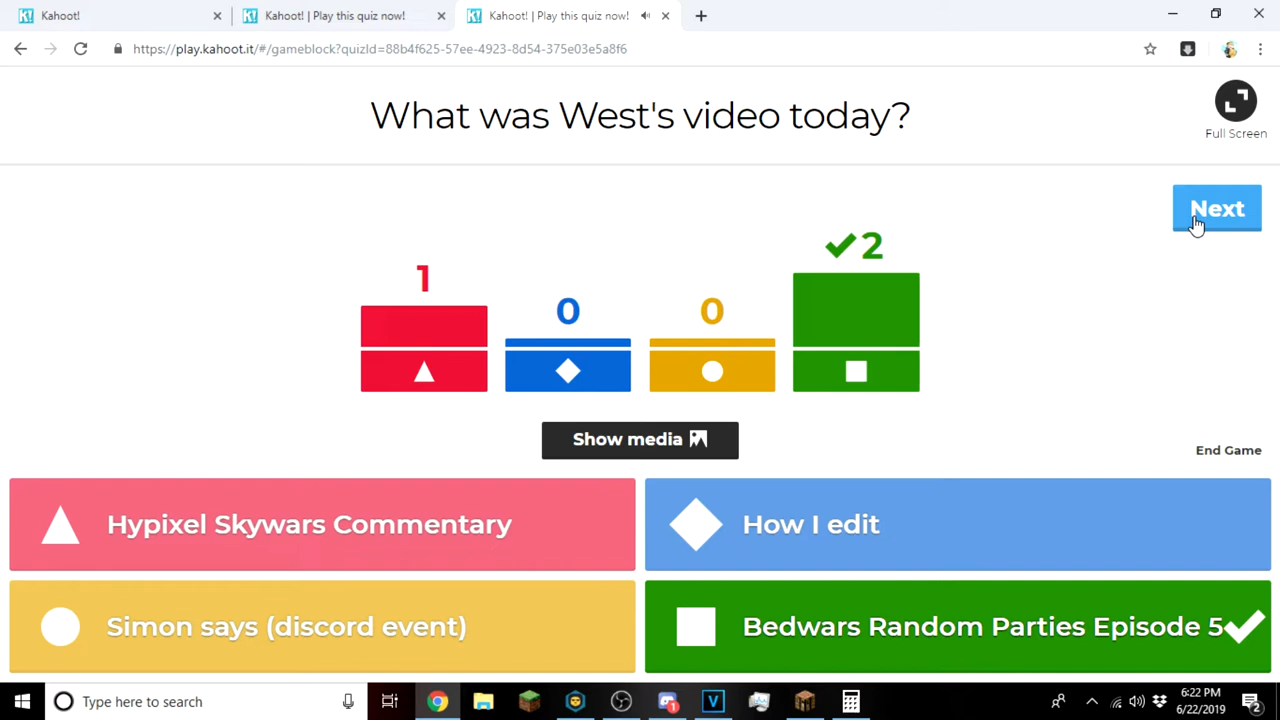 Kahoot!
Kahoot! | Play this quiz now!
Kahoot! | Play this quiz now!
https://play.kahoot.it/#/gameblock?quizId=88b4f625-57ee-4923-8d54-375e03e5a8f6
What was West's video today?
Full Screen
Next
1
0
0
2
Show media
End Game
Hypixel Skywars Commentary
How I edit
Simon says (discord event)
Bedwars Random Parties Episode 5
Type here to search
6:22 PM
6/22/2019